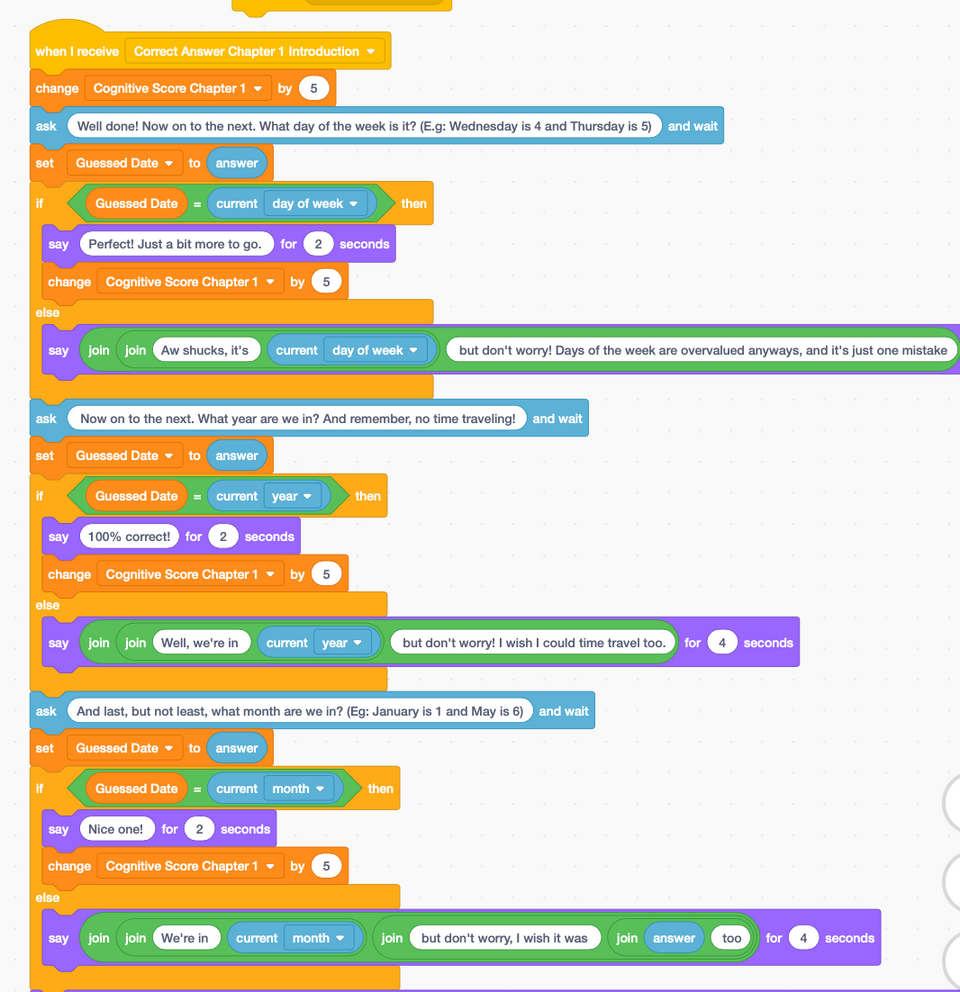 when I receive Correct Answer Chapter 1 Introduction
change Cognitive Score Chapter 1 by 5
ask Well done! Now on to the next. What day of the week is it? (E.g: Wednesday is 4 and Thursday is 5) and wait
set Guessed Date to answer
if Guessed Date = current day of week then
say Perfect! Just a bit more to go. for 2 seconds
change Cognitive Score Chapter 1 by 5
else
say join join Aw shucks, it's current day of week but don't worry! Days of the week are overvalued anyways, and it's just one mistake
ask Now on to the next. What year are we in? And remember, no time traveling! and wait
set Guessed Date to answer
if Guessed Date = current year then
say 100% correct! for 2 seconds
change Cognitive Score Chapter 1 by 5
else
say join join Well, we're in current year but don't worry! I wish I could time travel too. for 4 seconds
ask And last, but not least, what month are we in? (Eg: January is 1 and May is 6) and wait
set Guessed Date to answer
if Guessed Date = current month then
say Nice one! for 2 seconds
change Cognitive Score Chapter 1 by 5
else
say join join We're in current month join but don't worry, I wish it was join answer too for 4 seconds